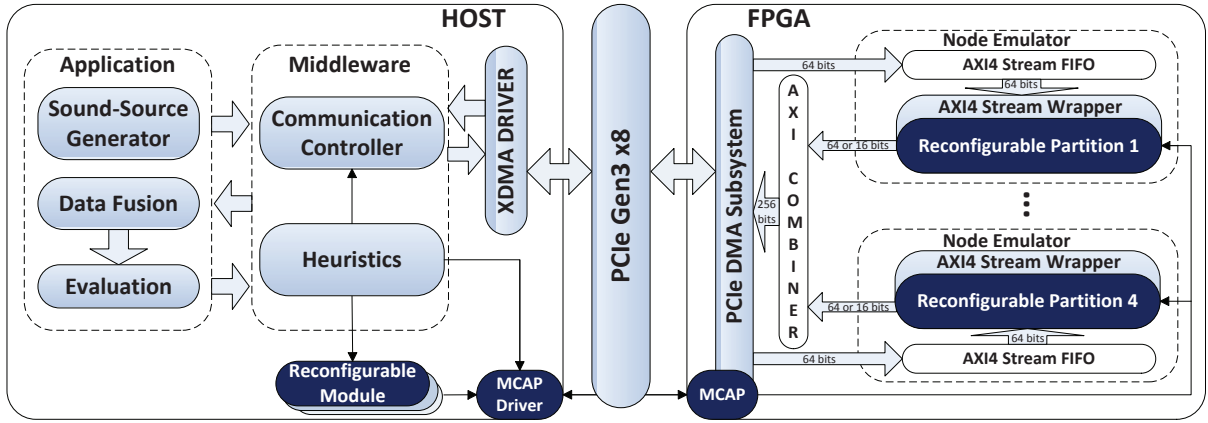 HOST
Application
Sound-Source
Generator
Data Fusion
Evaluation
Middleware
Communication
Controller
Heuristics
Reconfigurable
Module
XDMA DRIVER
MCAP
Driver
PCIe Gen3 x8
FPGA
PCIe DMA Subsystem
MCAP
AXI COMBINER
256
bits
64 bits
Node Emulator
AXI4 Stream FIFO
64 bits
AXI4 Stream Wrapper
Reconfigurable Partition 1
64 or 16 bits
...
Node Emulator
AXI4 Stream Wrapper
Reconfigurable Partition 4
64 or 16 bits
64 bits
AXI4 Stream FIFO
64 bits